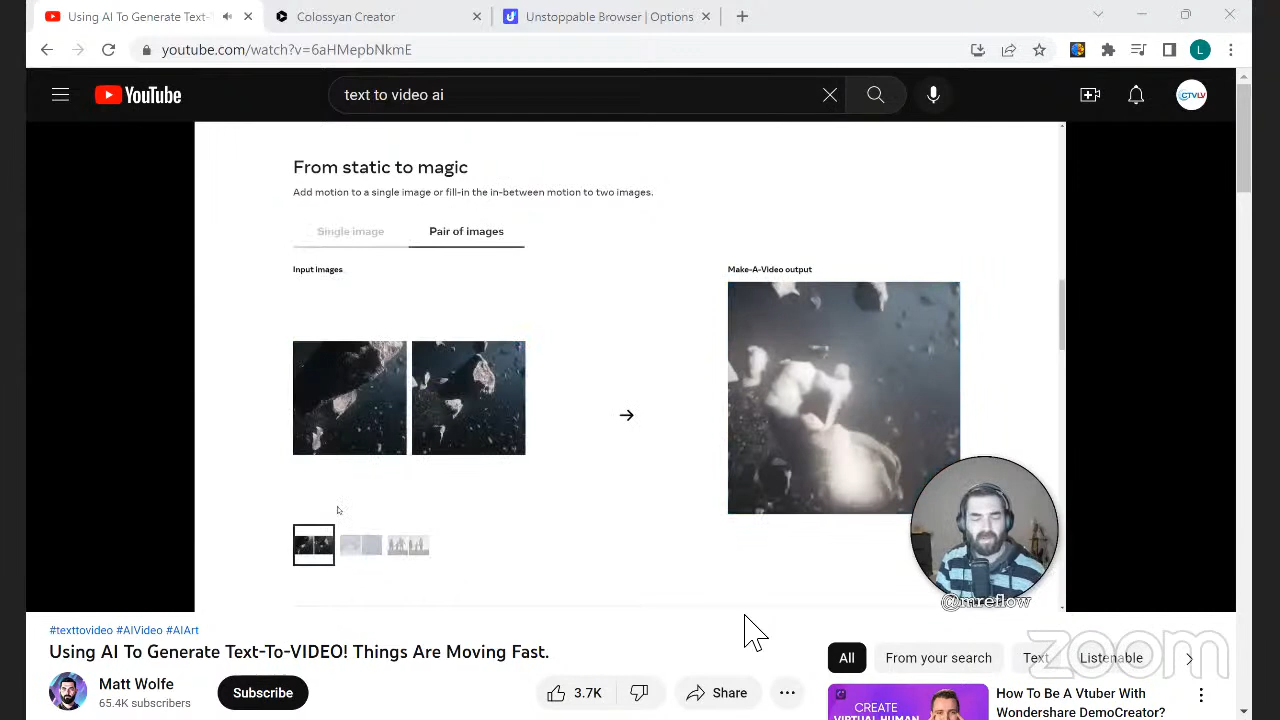 Using AI To Generate Text-
Colossyan Creator
Unstoppable Browser | Options
youtube.com/watch?v=6aHMepbNkmE
L
YouTube
text to video ai
CTVLV
From static to magic
Add motion to a single image or fill-in the in-between motion to two images.
Single image
Pair of images
Input images
Make-A-Video output
@mreflow
#texttovideo #AIVideo #AIArt
Using AI To Generate Text-To-VIDEO! Things Are Moving Fast.
Matt Wolfe
65.4K subscribers
Subscribe
3.7K
Share
All
From your search
Text
Listenable
zoom
CREATE
VIRTUAL HUMAN
How To Be A Vtuber With
Wondershare DemoCreator?